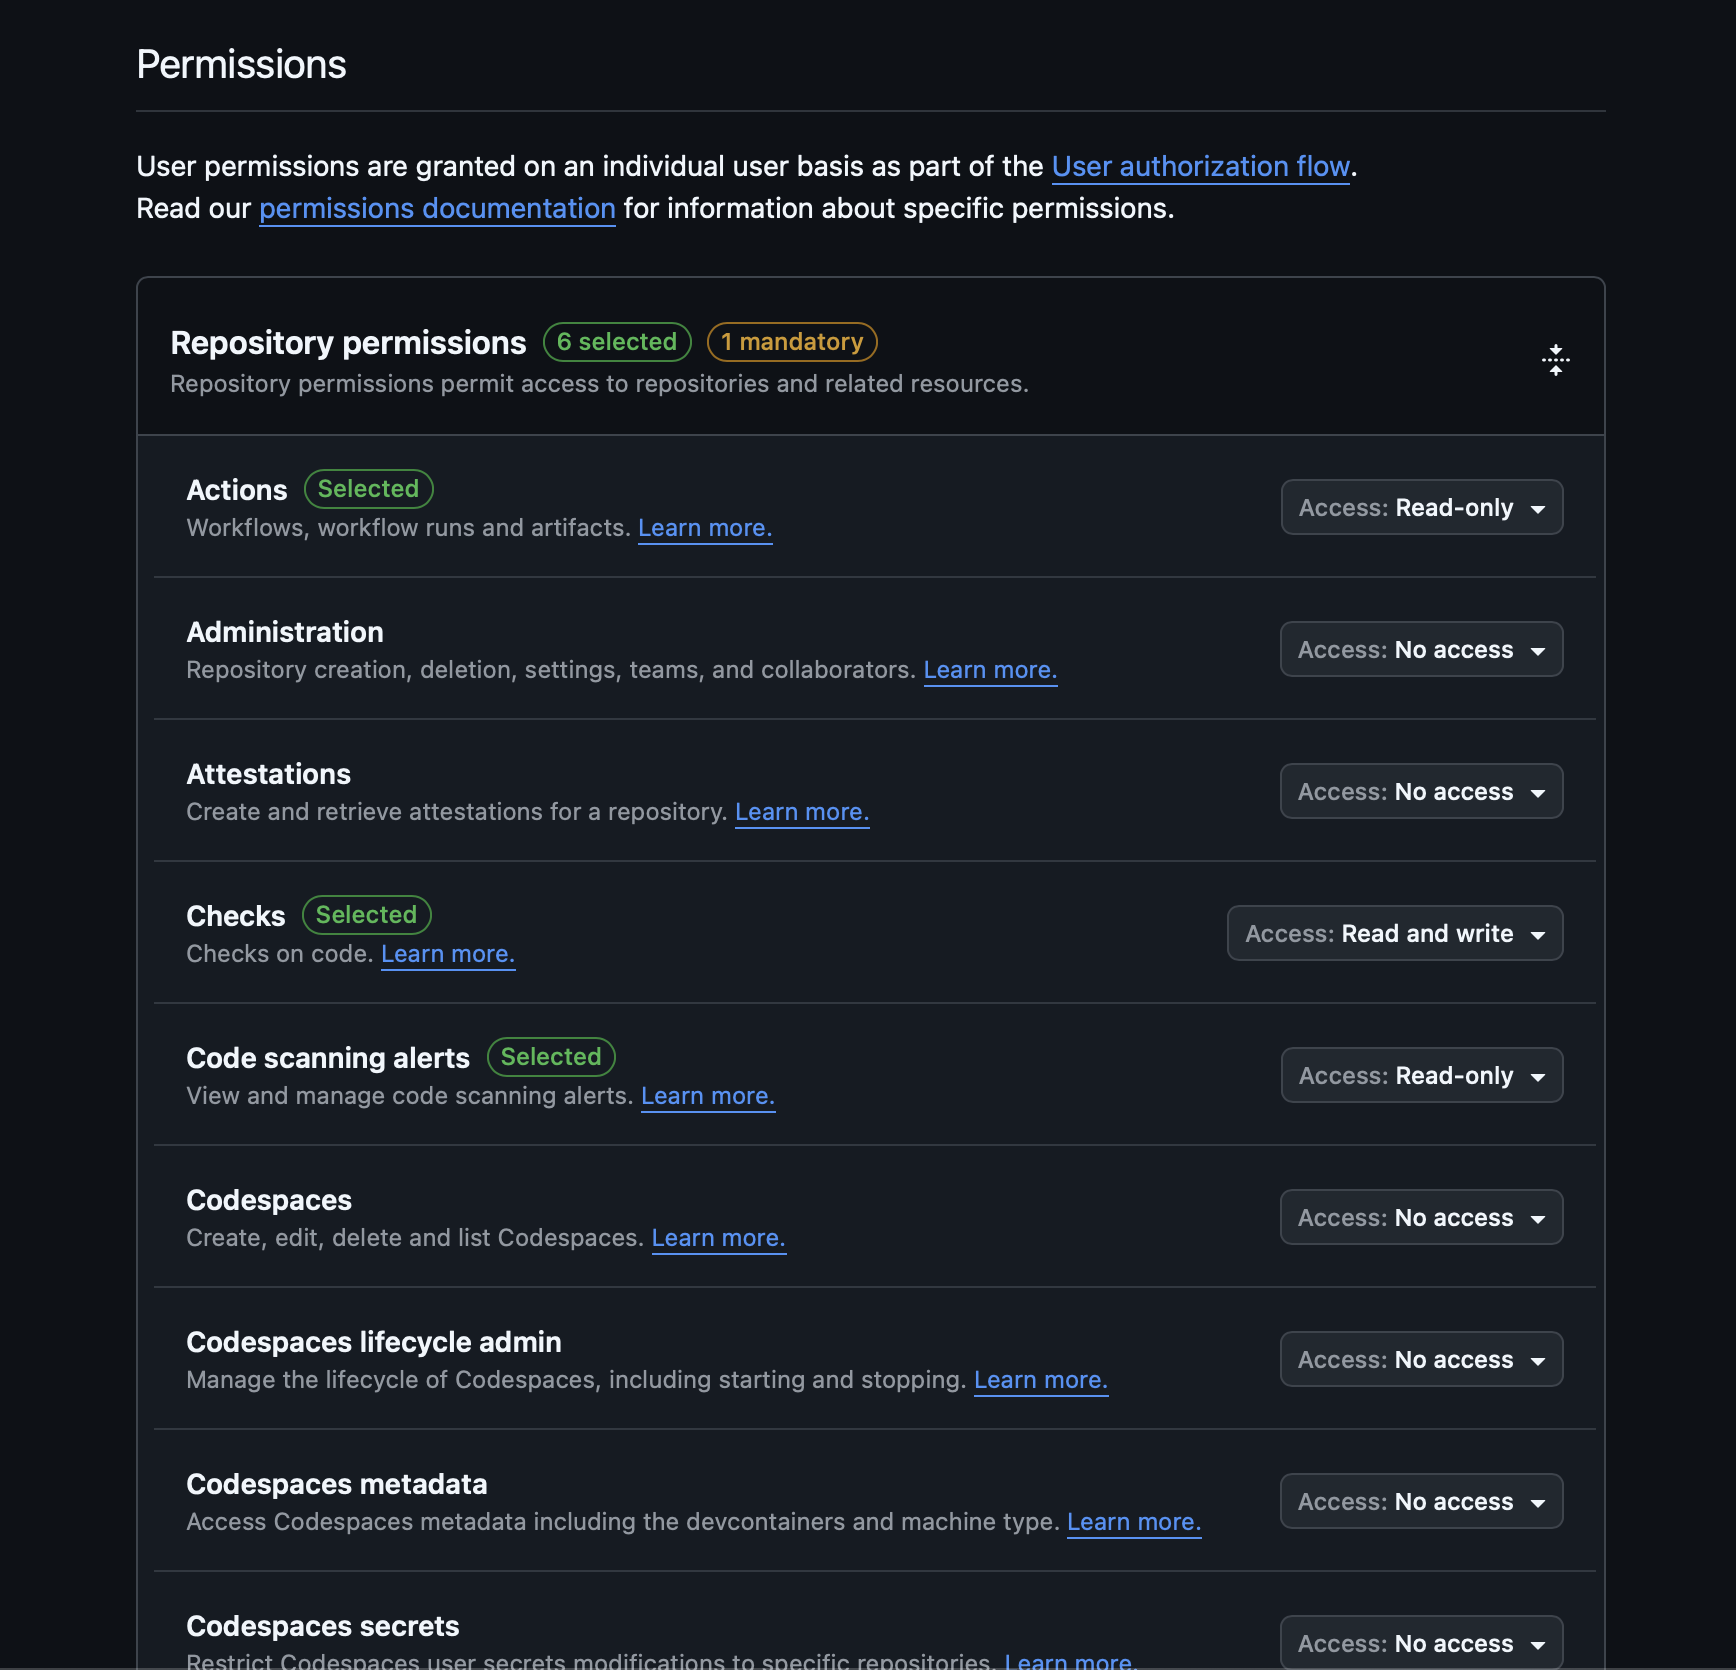 Permissions
User permissions are granted on an individual user basis as part of the User authorization flow.
Read our permissions documentation for information about specific permissions.
Repository permissions 6 selected 1 mandatory
Repository permissions permit access to repositories and related resources.
Actions Selected
Workflows, workflow runs and artifacts. Learn more.
Access: Read-only
Administration
Repository creation, deletion, settings, teams, and collaborators. Learn more.
Access: No access
Attestations
Create and retrieve attestations for a repository. Learn more.
Access: No access
Checks Selected
Checks on code. Learn more.
Access: Read and write
Code scanning alerts Selected
View and manage code scanning alerts. Learn more.
Access: Read-only
Codespaces
Create, edit, delete and list Codespaces. Learn more.
Access: No access
Codespaces lifecycle admin
Manage the lifecycle of Codespaces, including starting and stopping. Learn more.
Access: No access
Codespaces metadata
Access Codespaces metadata including the devcontainers and machine type. Learn more.
Access: No access
Codespaces secrets
Restrict Codespaces user secrets modifications to specific repositories. Learn more.
Access: No access